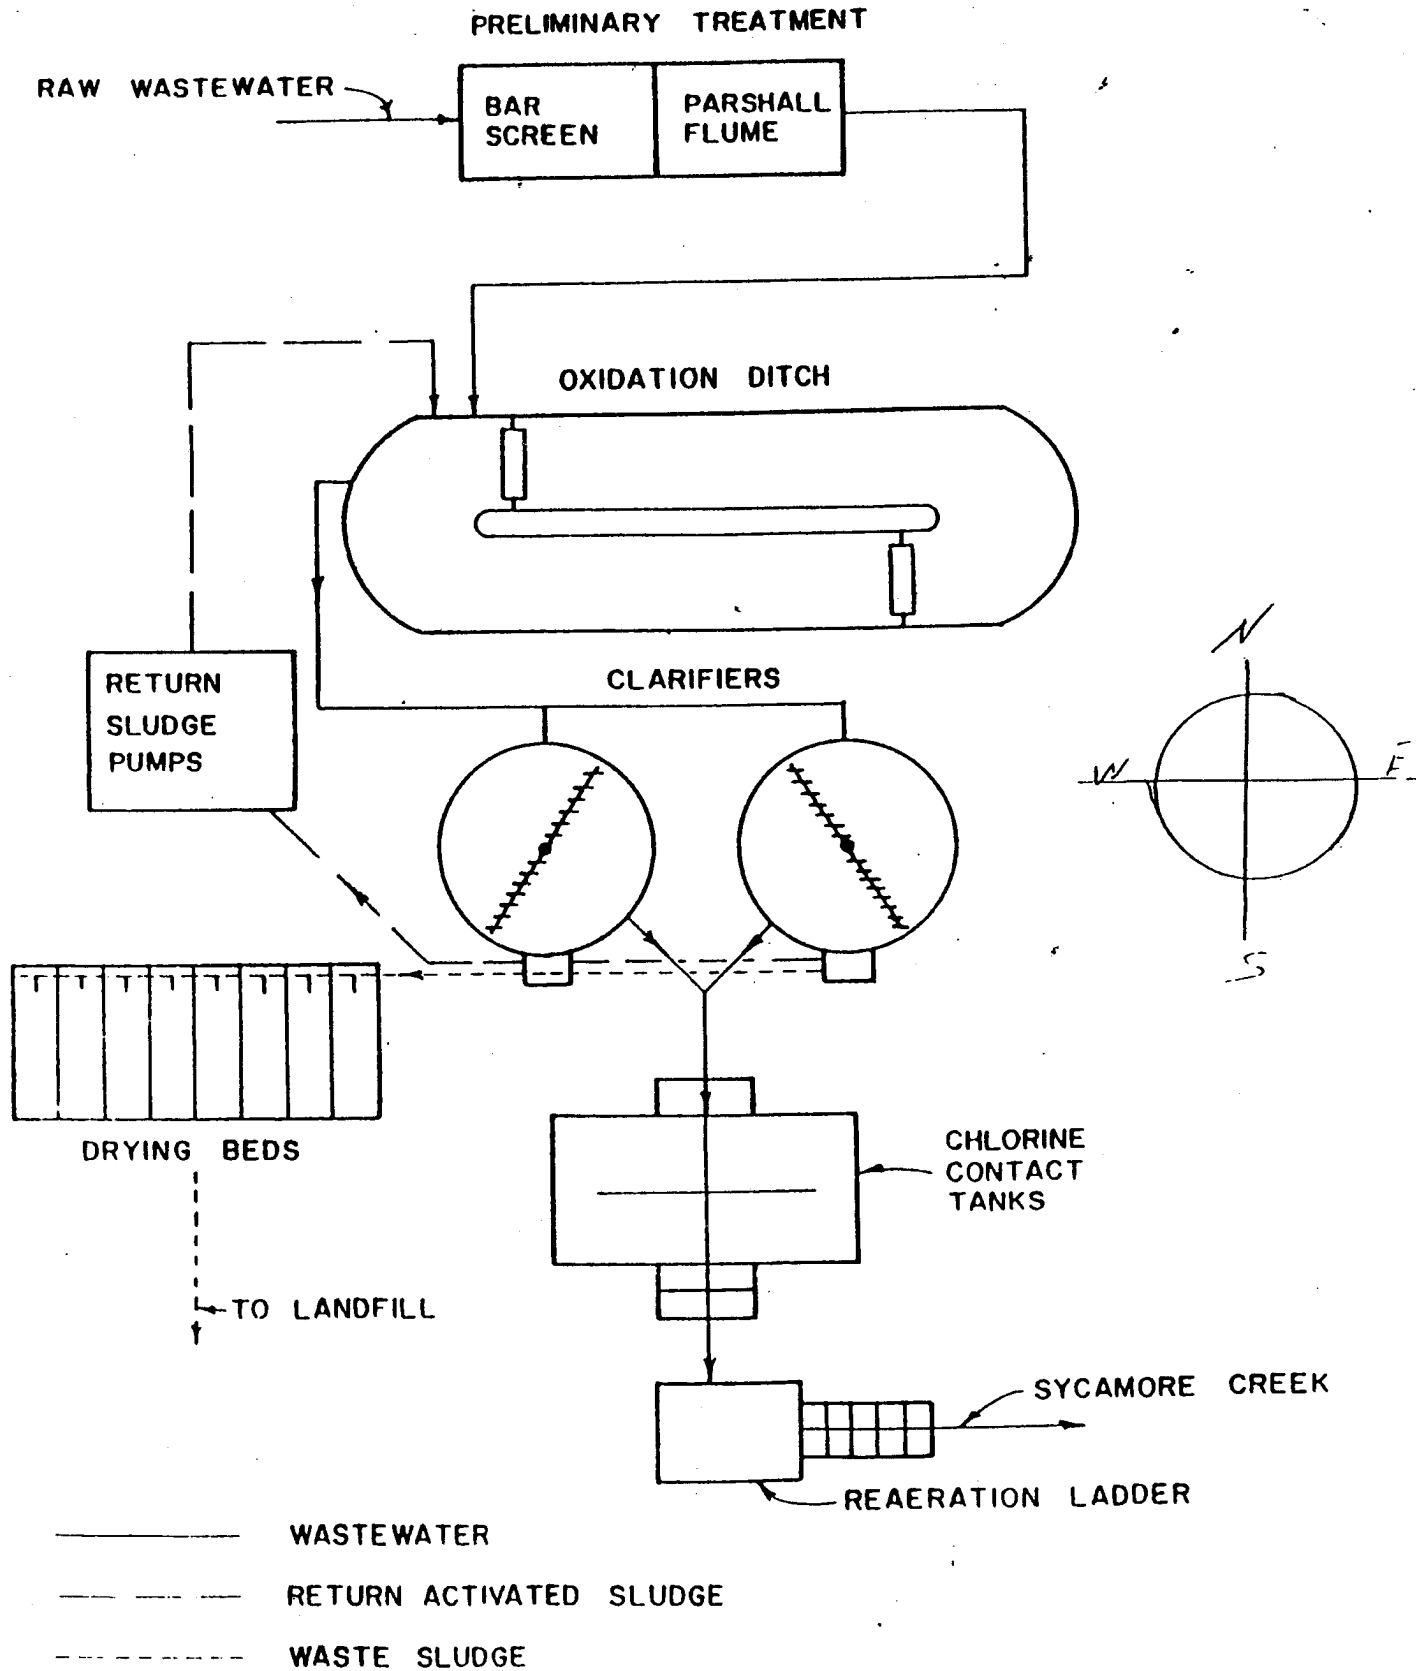 PRELIMINARY TREATMENT
RAW WASTEWATER
BAR
SCREEN
PARSHALL
FLUME
OXIDATION DITCH
RETURN
SLUDGE
PUMPS
CLARIFIERS
N
W
E
S
DRYING BEDS
CHLORINE
CONTACT
TANKS
TO LANDFILL
SYCAMORE CREEK
REAERATION LADDER
WASTEWATER
RETURN ACTIVATED SLUDGE
WASTE SLUDGE